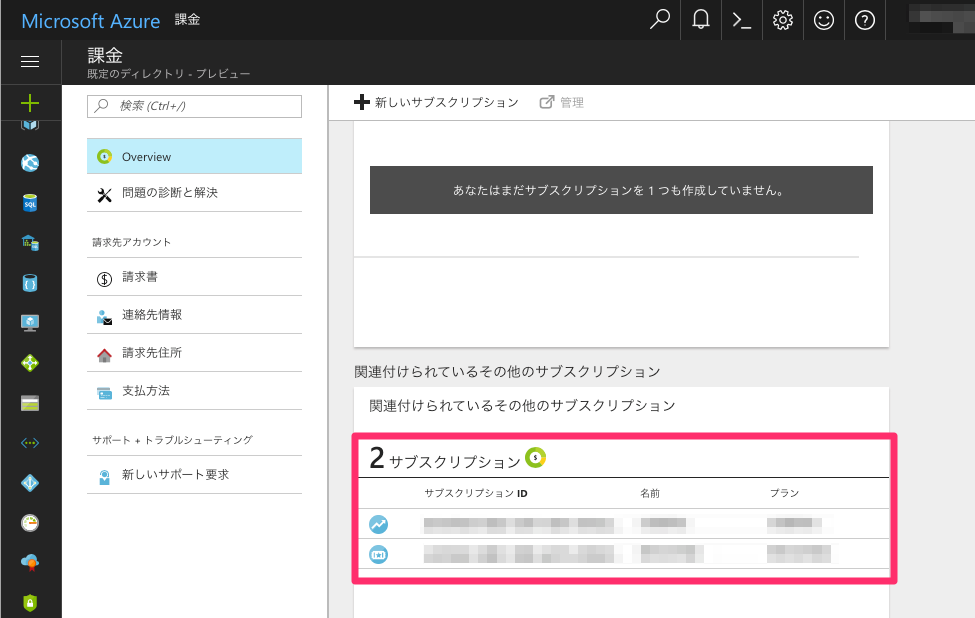 Microsoft Azure 課金
課金
既定のディレクトリ - プレビュー
検索 (Ctrl+/)
Overview
問題の診断と解決
請求先アカウント
請求書
連絡先情報
請求先住所
支払方法
サポート + トラブルシューティング
新しいサポート要求
新しいサブスクリプション
管理
あなたはまだサブスクリプションを 1 つも作成していません。
関連付けられているその他のサブスクリプション
関連付けられているその他のサブスクリプション
2 サブスクリプション
サブスクリプション ID 名前 プラン